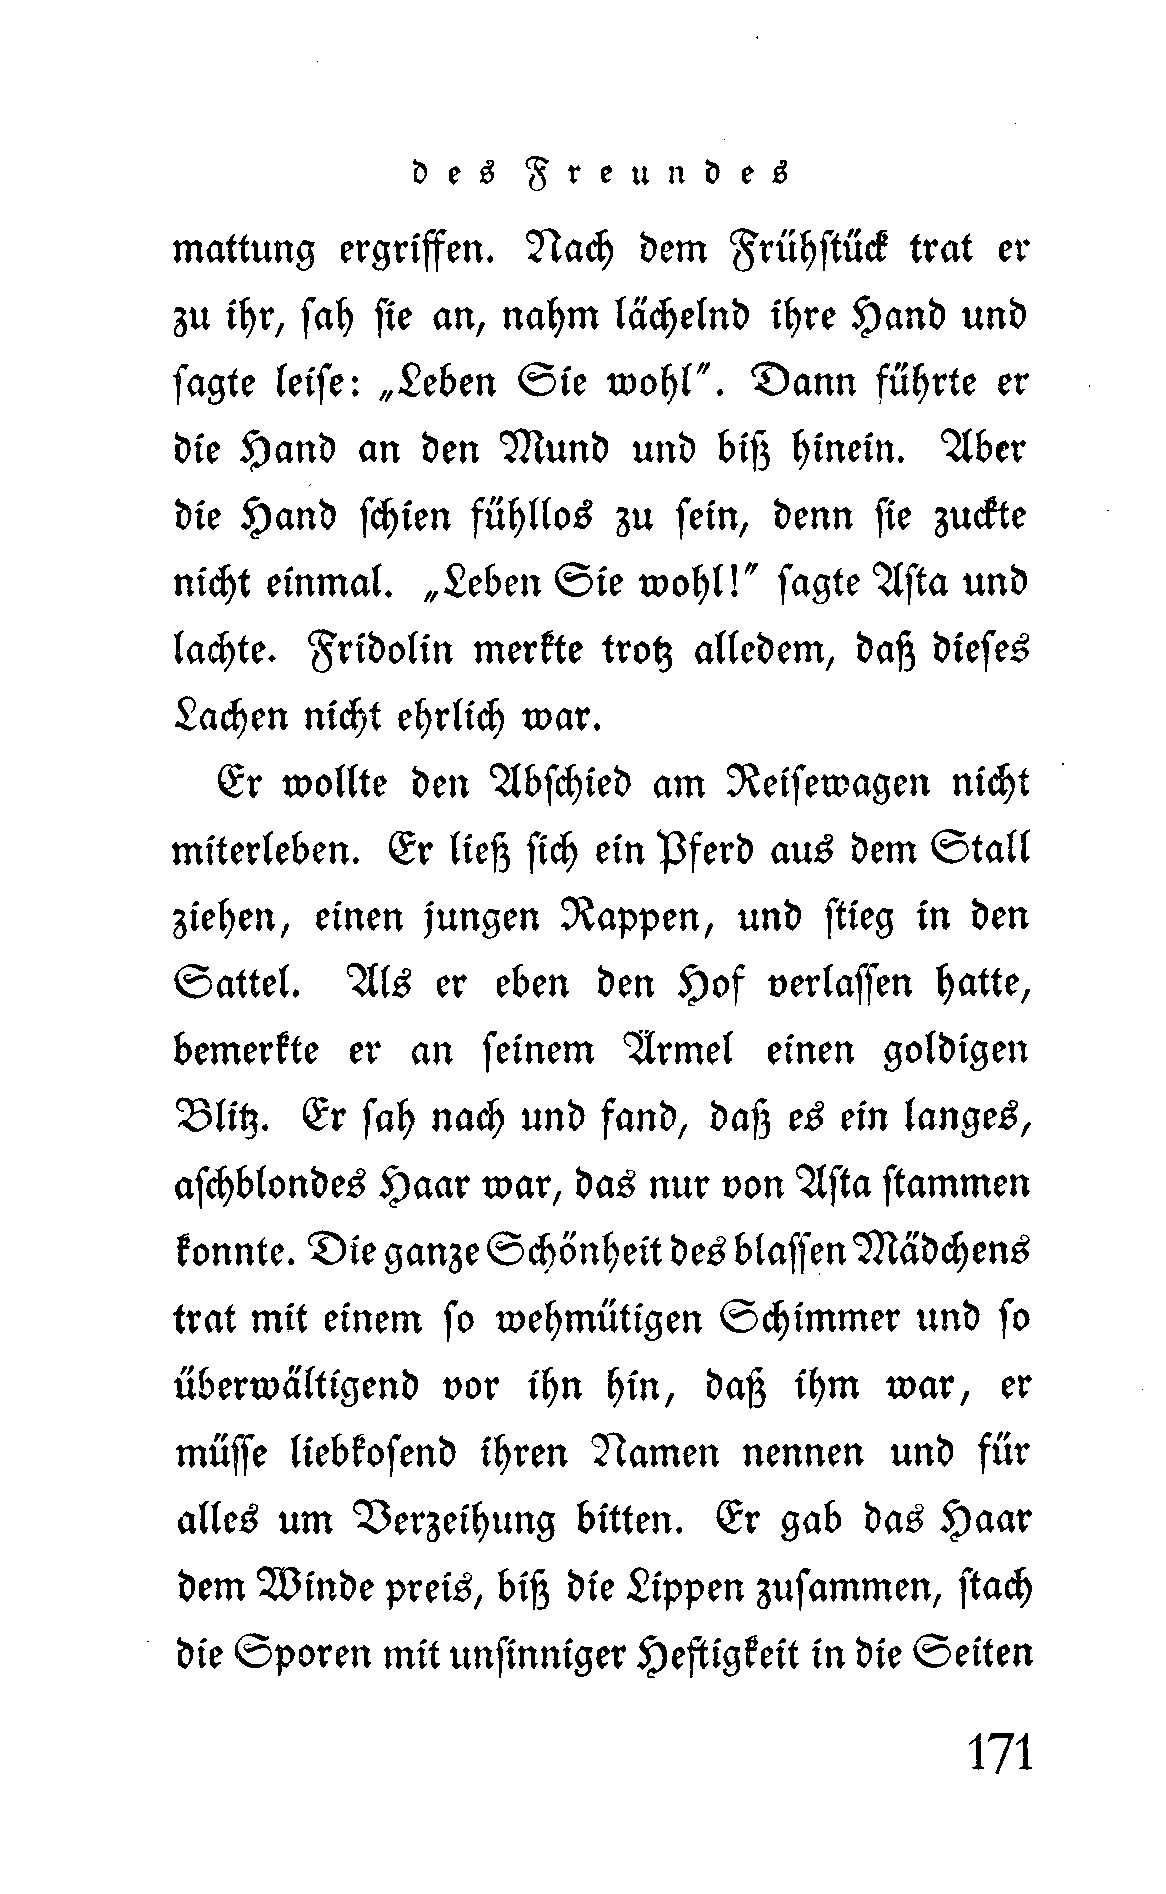 des Freundes
mattung ergriffen. Nach dem Frühstück trat er
zu ihr, sah sie an, nahm lächelnd ihre Hand und
sagte leise: „Leben Sie wohl". Dann führte er
die Hand an den Mund und biß hinein. Aber
die Hand schien fühllos zu sein, denn sie zuckte
nicht einmal. „Leben Sie wohl!" sagte Asta und
lachte. Fridolin merkte trotz alledem, daß dieses
Lachen nicht ehrlich war.
Er wollte den Abschied am Reisewagen nicht
miterleben. Er ließ sich ein Pferd aus dem Stall
ziehen, einen jungen Rappen, und stieg in den
Sattel. Als er eben den Hof verlassen hatte,
bemerkte er an seinem Ärmel einen goldigen
Blitz. Er sah nach und fand, daß es ein langes,
aschblondes Haar war, das nur von Asta stammen
konnte. Die ganze Schönheit des blassen Mädchens
trat mit einem so wehmütigen Schimmer und so
überwältigend vor ihn hin, daß ihm war, er
müsse liebkosend ihren Namen nennen und für
alles um Verzeihung bitten. Er gab das Haar
dem Winde preis, biß die Lippen zusammen, stach
die Sporen mit unsinniger Heftigkeit in die Seiten
171